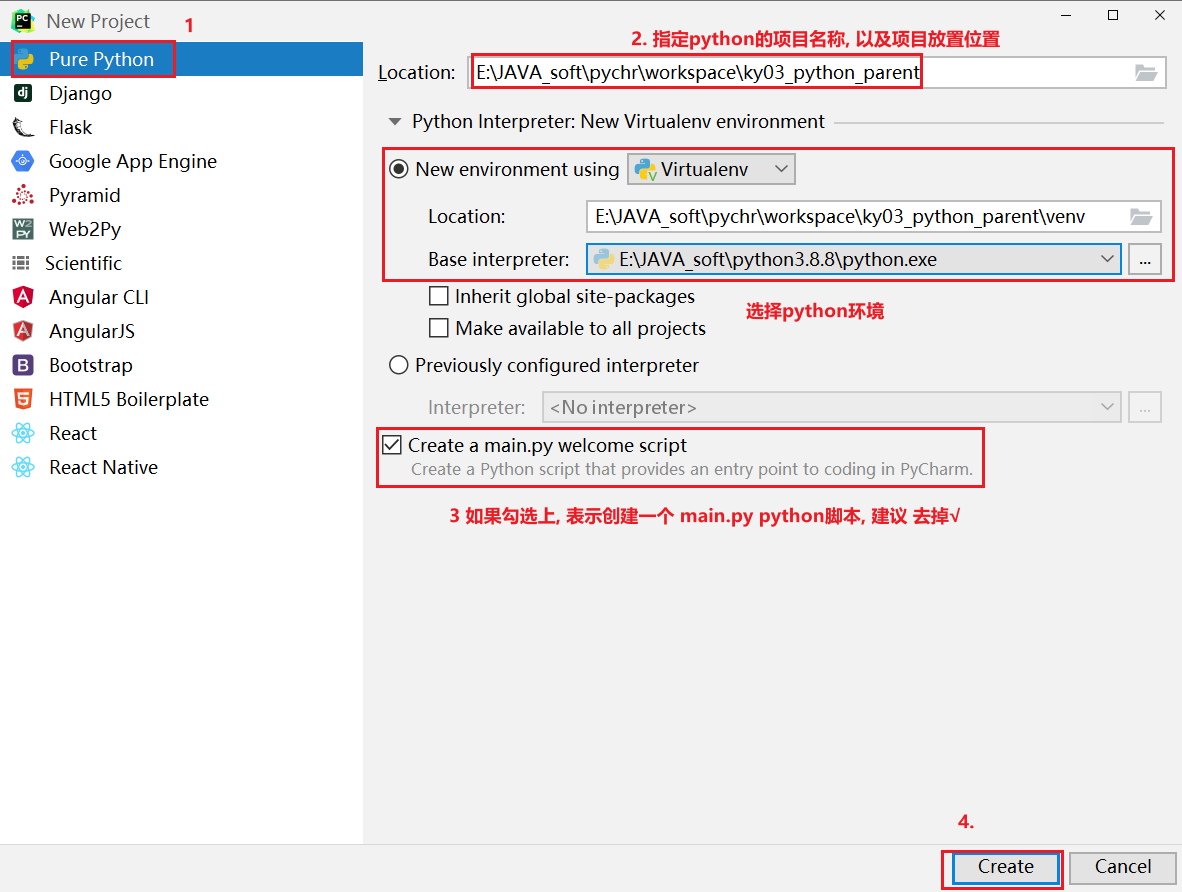 New Project
1
Pure Python
Django
Flask
Google App Engine
Pyramid
Web2Py
Scientific
Angular CLI
AngularJS
Bootstrap
HTML5 Boilerplate
React
React Native
2. 指定python的项目名称, 以及项目放置位置
Location: E:\JAVA_soft\pychr\workspace\ky03_python_parent
Python Interpreter: New Virtualenv environment
New environment using Virtualenv
Location: E:\JAVA_soft\pychr\workspace\ky03_python_parent\venv
Base interpreter: E:\JAVA_soft\python3.8.8\python.exe ...
Inherit global site-packages
选择python环境
Make available to all projects
Previously configured interpreter
Interpreter: <No interpreter> ...
Create a main.py welcome script
Create a Python script that provides an entry point to coding in PyCharm.
3 如果勾选上, 表示创建一个 main.py python脚本, 建议 去掉√
4.
Create Cancel